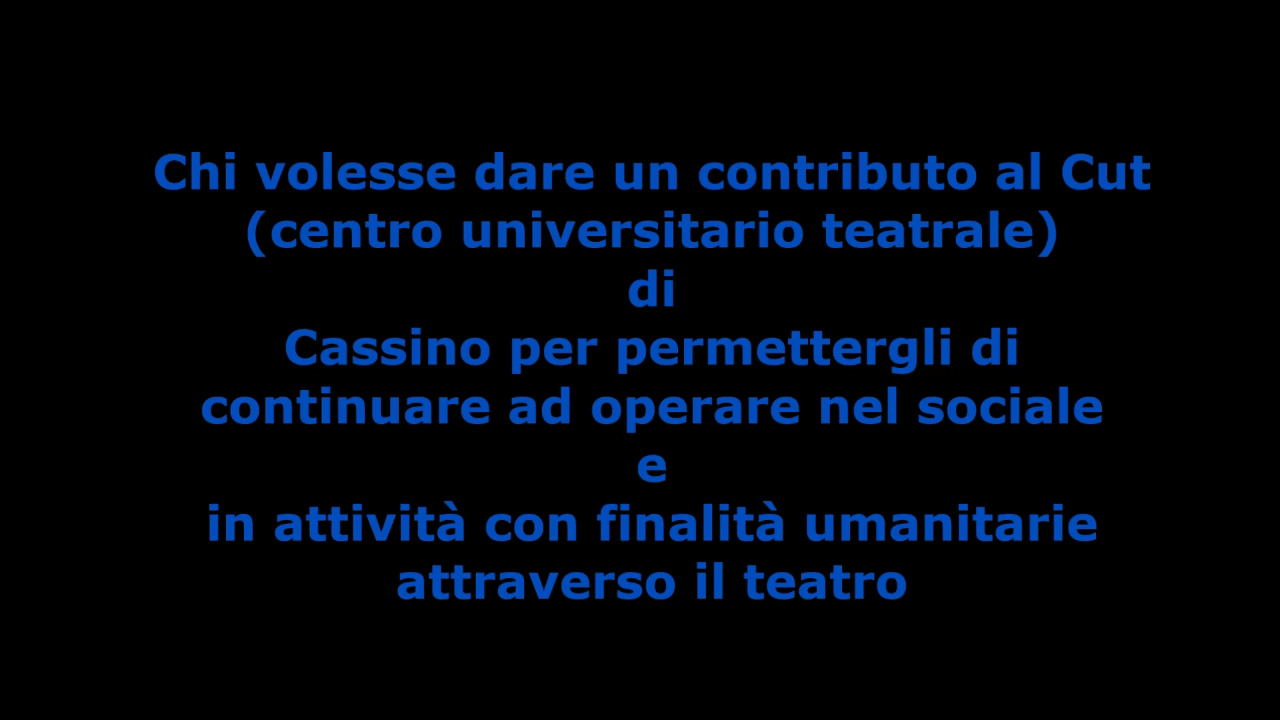 Chi volesse dare un contributo al Cut
(centro universitario teatrale)
di
Cassino per permettergli di
continuare ad operare nel sociale
e
in attività con finalità umanitarie
attraverso il teatro